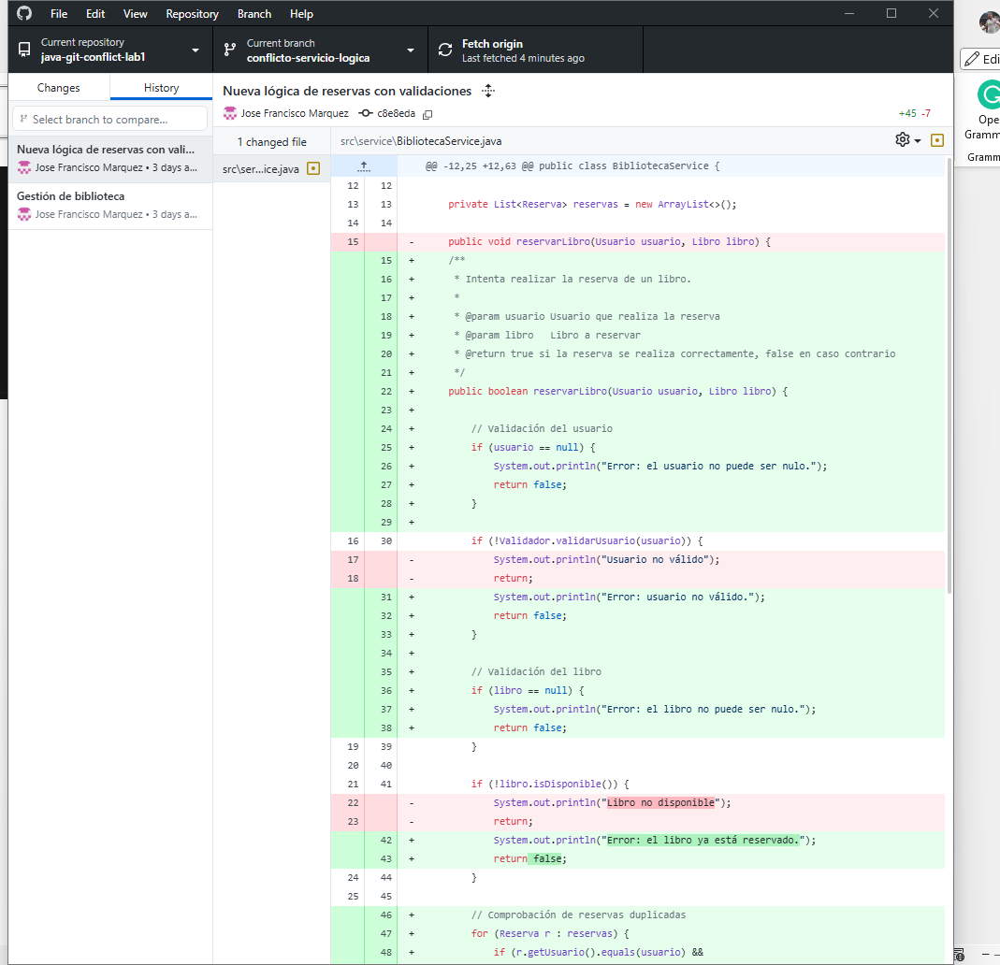 File Edit View Repository Branch Help
Current repository
java-git-conflict-lab1
Current branch
conflicto-servicio-logica
Fetch origin
Last fetched 4 minutes ago
Changes History
Select branch to compare...
Nueva lógica de reservas con vali...
Jose Francisco Marquez • 3 days a...
Gestión de biblioteca
Jose Francisco Marquez • 3 days a...
Nueva lógica de reservas con validaciones
Jose Francisco Marquez c8e8eda +45 -7
1 changed file
src\ser...ice.java
src\service\BibliotecaService.java
@@ -12,25 +12,63 @@ public class BibliotecaService {
12 12
13 13 private List<Reserva> reservas = new ArrayList<>();
14 14
15 - public void reservarLibro(Usuario usuario, Libro libro) {
15 + /**
16 + * Intenta realizar la reserva de un libro.
17 + *
18 + * @param usuario Usuario que realiza la reserva
19 + * @param libro   Libro a reservar
20 + * @return true si la reserva se realiza correctamente, false en caso contrario
21 + */
22 + public boolean reservarLibro(Usuario usuario, Libro libro) {
23 +
24 + // Validación del usuario
25 + if (usuario == null) {
26 + System.out.println("Error: el usuario no puede ser nulo.");
27 + return false;
28 + }
29 +
16 30 if (!Validador.validarUsuario(usuario)) {
17 - System.out.println("Usuario no válido");
18 - return;
31 + System.out.println("Error: usuario no válido.");
32 + return false;
33 + }
34 +
35 + // Validación del libro
36 + if (libro == null) {
37 + System.out.println("Error: el libro no puede ser nulo.");
38 + return false;
19 39 }
20 40
21 41 if (!libro.isDisponible()) {
22 - System.out.println("Libro no disponible");
23 - return;
42 + System.out.println("Error: el libro ya está reservado.");
43 + return false;
24 44 }
25 45
46 + // Comprobación de reservas duplicadas
47 + for (Reserva r : reservas) {
48 + if (r.getUsuario().equals(usuario) &&
Edi
Ope
Gramm
Gramm